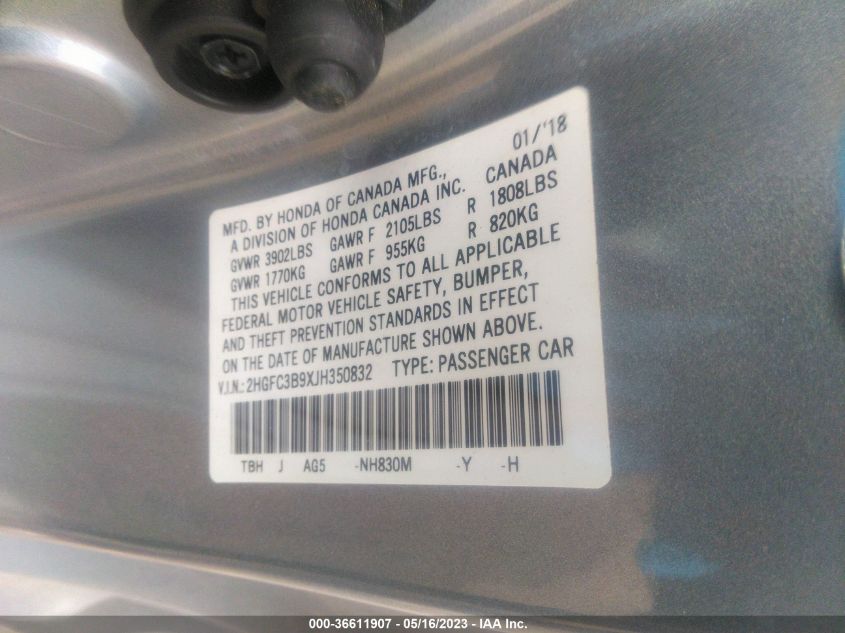 01/'18
MFD. BY HONDA OF CANADA MFG.,
A DIVISION OF HONDA CANADA INC. CANADA
GVWR 3902LBS GAWR F 2105LBS R 1808LBS
GVWR 1770KG GAWR F 955KG R 820KG
THIS VEHICLE CONFORMS TO ALL APPLICABLE
FEDERAL MOTOR VEHICLE SAFETY, BUMPER,
AND THEFT PREVENTION STANDARDS IN EFFECT
ON THE DATE OF MANUFACTURE SHOWN ABOVE.
V.I.N.: 2HGFC3B9XJH350832 TYPE: PASSENGER CAR
TBH J AG5 -NH830M -Y -H
000-36611907 - 05/16/2023 - IAA Inc.